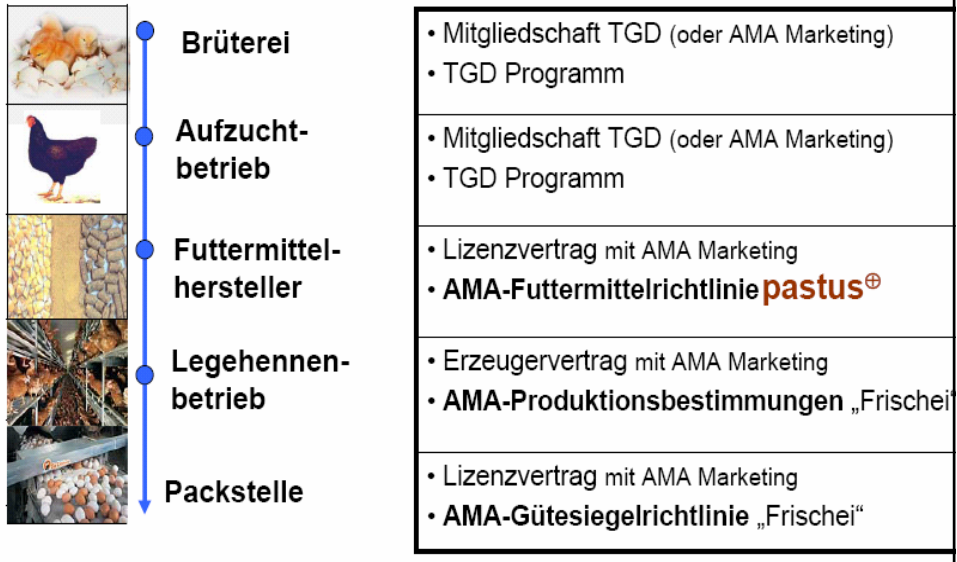 Brüterei
• Mitgliedschaft TGD (oder AMA Marketing)
• TGD Programm
Aufzucht-
betrieb
• Mitgliedschaft TGD (oder AMA Marketing)
• TGD Programm
Futtermittel-
hersteller
• Lizenzvertrag mit AMA Marketing
• AMA-Futtermittelrichtlinie pastus⊕
Legehennen-
betrieb
• Erzeugervertrag mit AMA Marketing
• AMA-Produktionsbestimmungen „Frischei“
Packstelle
• Lizenzvertrag mit AMA Marketing
• AMA-Gütesiegelrichtlinie „Frischei“